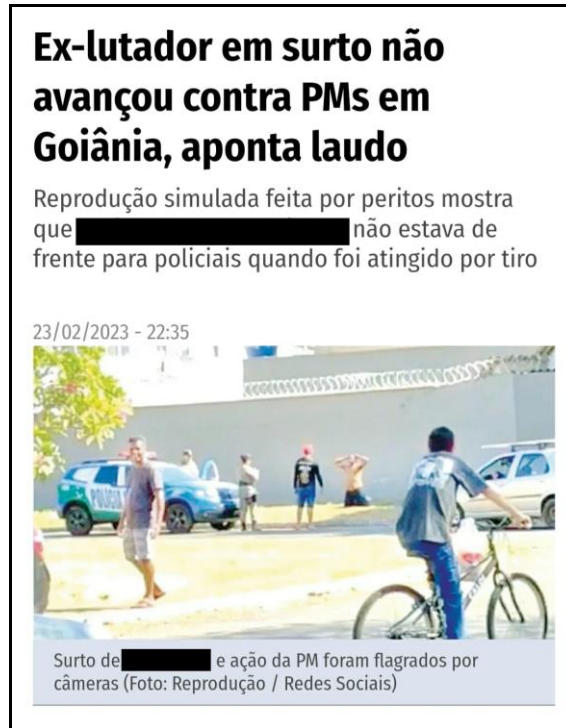 Ex-lutador em surto não
avançou contra PMs em
Goiânia, aponta laudo
Reprodução simulada feita por peritos mostra
que não estava de
frente para policiais quando foi atingido por tiro
23/02/2023 - 22:35
POLÍCIA
Surto de e ação da PM foram flagrados por
câmeras (Foto: Reprodução / Redes Sociais)